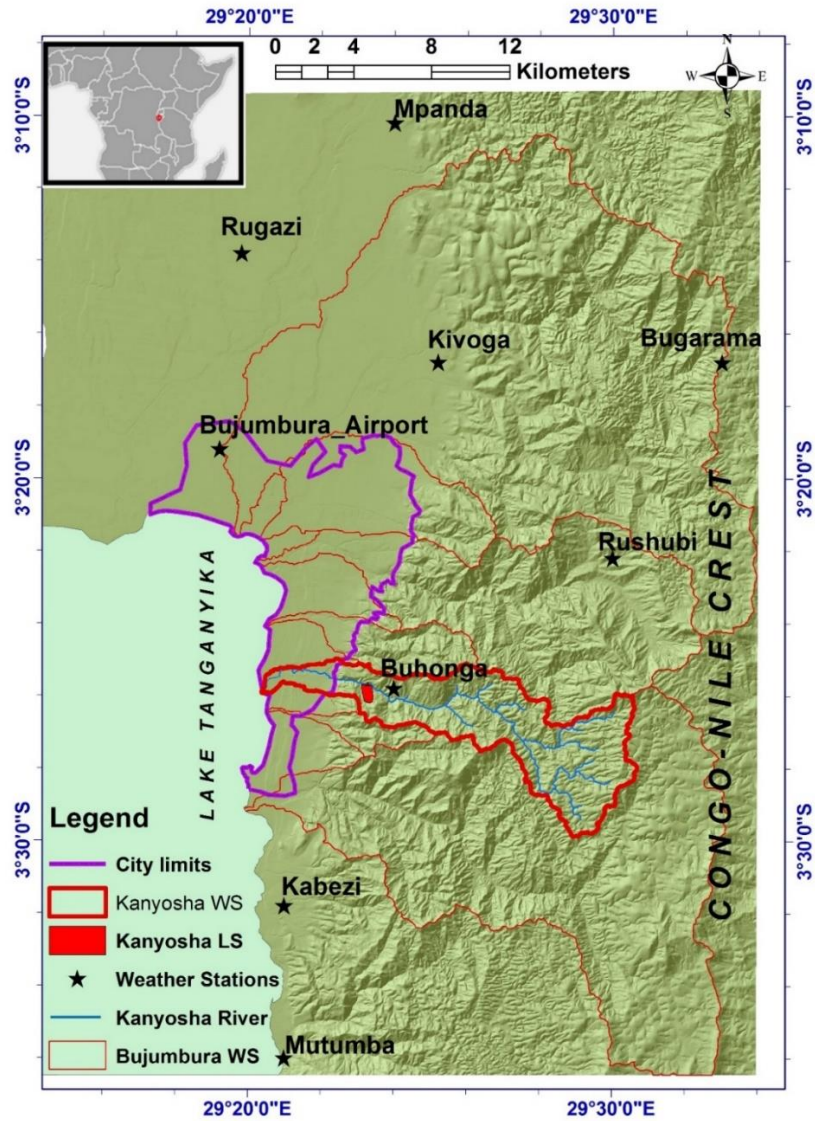 29°20'0"E 29°30'0"E
0 2 4 8 12
Kilometers
N
W E
S
3°10'0"S 3°10'0"S
Mpanda
Rugazi
Kivoga
Bugarama
Bujumbura_Airport
3°20'0"S 3°20'0"S
Rushubi
LAKE TANGANYIKA
CONGO-NILE CREST
Buhonga
3°30'0"S 3°30'0"S
Legend
City limits
Kanyosha WS
Kanyosha LS
Weather Stations
Kanyosha River
Bujumbura WS
Kabezi
Mutumba
29°20'0"E 29°30'0"E